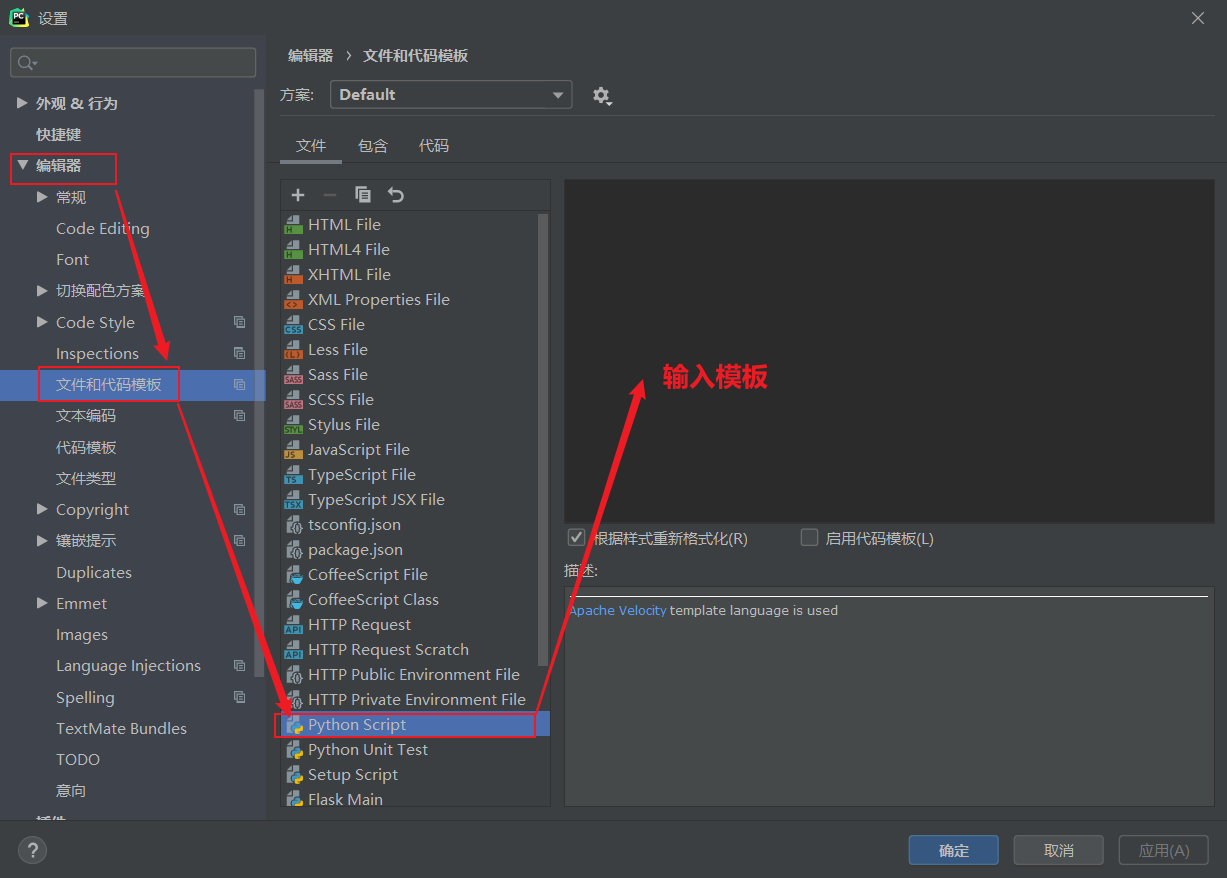 设置
编辑器 › 文件和代码模板
方案: Default
外观 & 行为
快捷键
编辑器
常规
Code Editing
Font
切换配色方案
Code Style
Inspections
文件和代码模板
文本编码
代码模板
文件类型
Copyright
镶嵌提示
Duplicates
Emmet
Images
Language Injections
Spelling
TextMate Bundles
TODO
意向
文件 包含 代码
HTML File
HTML4 File
XHTML File
XML Properties File
CSS File
Less File
Sass File
SCSS File
Stylus File
JavaScript File
TypeScript File
TypeScript JSX File
tsconfig.json
package.json
CoffeeScript File
CoffeeScript Class
HTTP Request
HTTP Request Scratch
HTTP Public Environment File
HTTP Private Environment File
Python Script
Python Unit Test
Setup Script
Flask Main
输入模板
根据样式重新格式化(R) 启用代码模板(L)
描述:
Apache Velocity template language is used
? 确定 取消 应用(A)